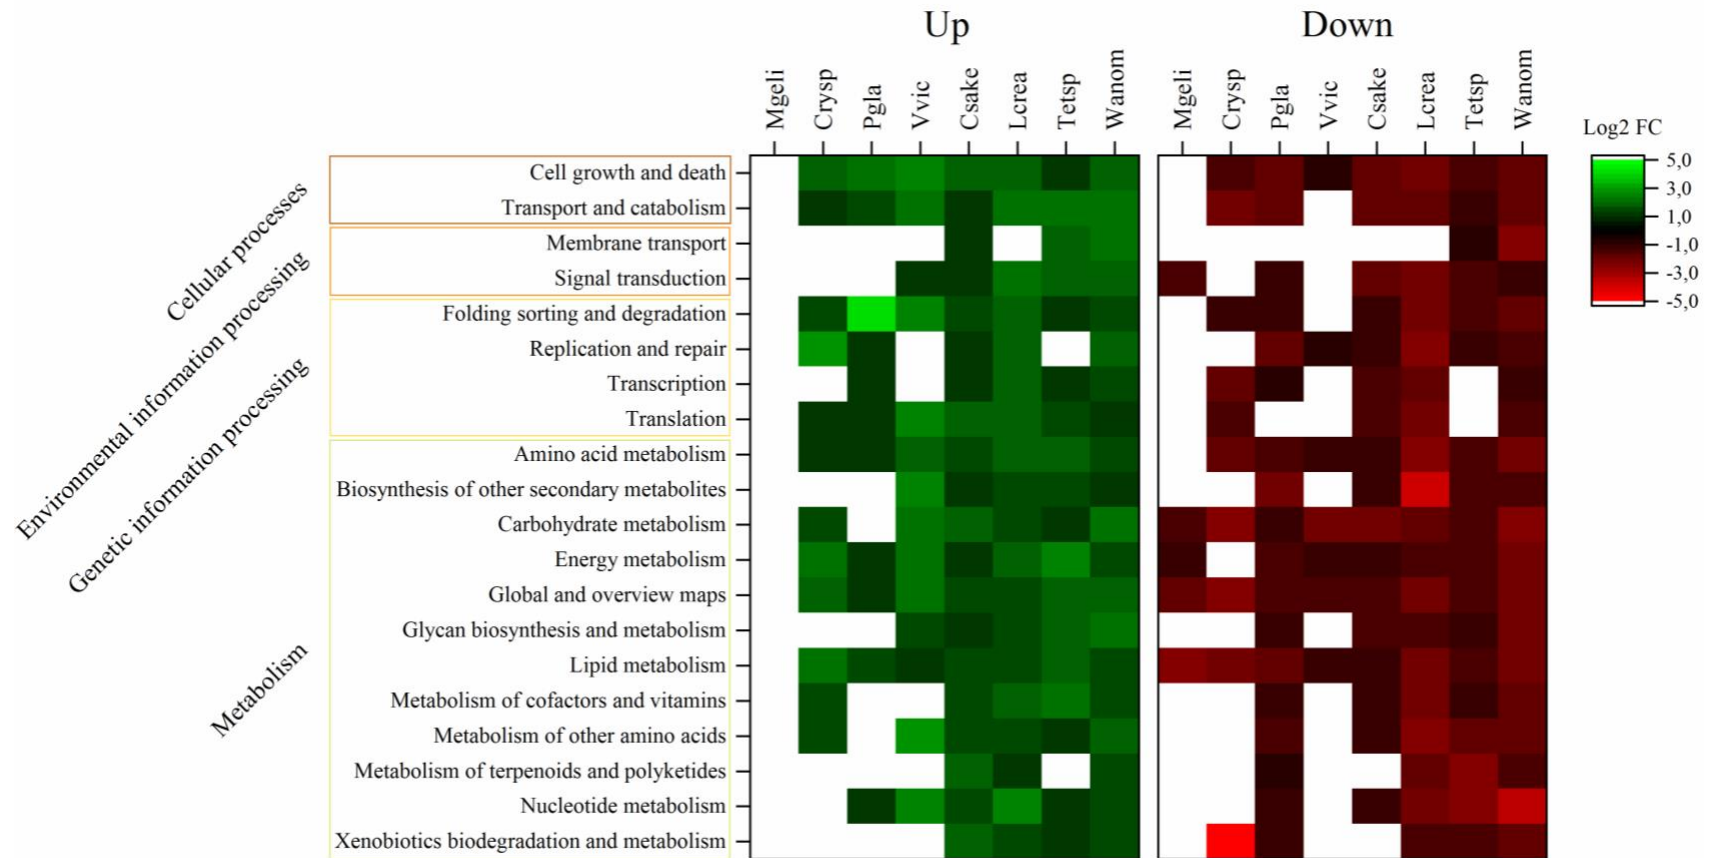 Up
Down
Mgeli
Crysp
Pgla
Vvic
Csake
Lcrea
Tetsp
Wanom
Mgeli
Crysp
Pgla
Vvic
Csake
Lcrea
Tetsp
Wanom
Log2 FC
5,0
3,0
1,0
-1,0
-3,0
-5,0
Cellular processes
Cell growth and death
Transport and catabolism
Environmental information processing
Membrane transport
Signal transduction
Genetic information processing
Folding sorting and degradation
Replication and repair
Transcription
Translation
Metabolism
Amino acid metabolism
Biosynthesis of other secondary metabolites
Carbohydrate metabolism
Energy metabolism
Global and overview maps
Glycan biosynthesis and metabolism
Lipid metabolism
Metabolism of cofactors and vitamins
Metabolism of other amino acids
Metabolism of terpenoids and polyketides
Nucleotide metabolism
Xenobiotics biodegradation and metabolism